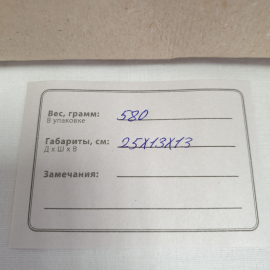 Вес, грамм: 580
В упаковке
Габариты, см: 25х13х13
Д х Ш х В
Замечания: